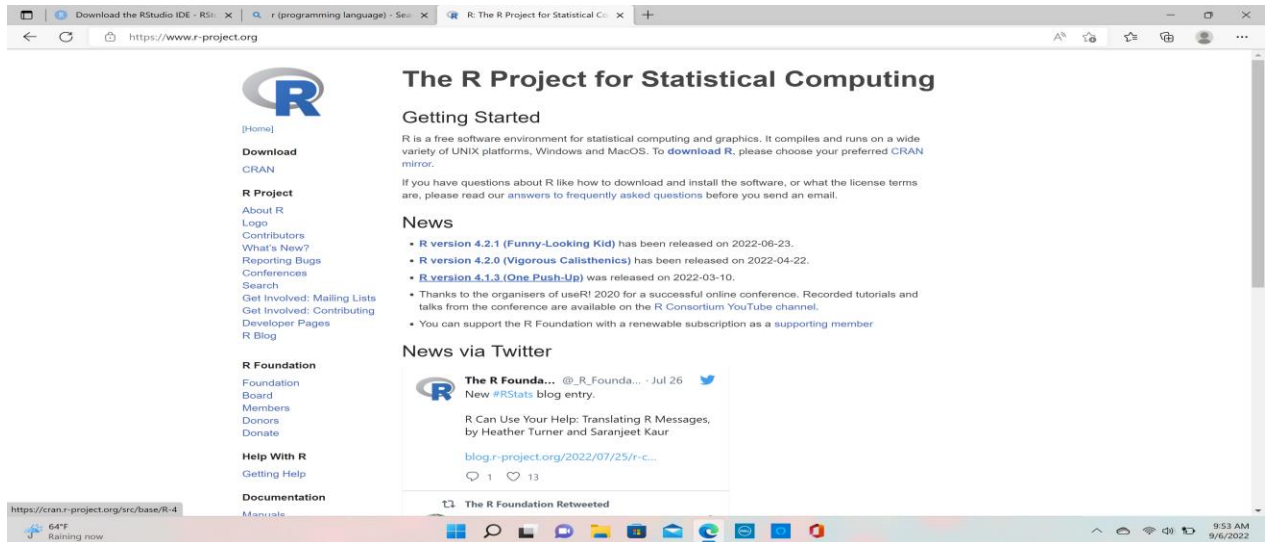 Download the RStudio IDE - RSt
r (programming language) - Sea
R: The R Project for Statistical Co
https://www.r-project.org
R
[Home]
Download
CRAN
R Project
About R
Logo
Contributors
What's New?
Reporting Bugs
Conferences
Search
Get Involved: Mailing Lists
Get Involved: Contributing
Developer Pages
R Blog
R Foundation
Foundation
Board
Members
Donors
Donate
Help With R
Getting Help
Documentation
Manuals
The R Project for Statistical Computing
Getting Started
R is a free software environment for statistical computing and graphics. It compiles and runs on a wide
variety of UNIX platforms, Windows and MacOS. To download R, please choose your preferred CRAN
mirror.
If you have questions about R like how to download and install the software, or what the license terms
are, please read our answers to frequently asked questions before you send an email.
News
• R version 4.2.1 (Funny-Looking Kid) has been released on 2022-06-23.
• R version 4.2.0 (Vigorous Calisthenics) has been released on 2022-04-22.
• R version 4.1.3 (One Push-Up) was released on 2022-03-10.
• Thanks to the organisers of useR! 2020 for a successful online conference. Recorded tutorials and
talks from the conference are available on the R Consortium YouTube channel.
• You can support the R Foundation with a renewable subscription as a supporting member
News via Twitter
R
The R Founda... @_R_Founda... · Jul 26
New #RStats blog entry.
R Can Use Your Help: Translating R Messages,
by Heather Turner and Saranjeet Kaur
blog.r-project.org/2022/07/25/r-c...
1 13
The R Foundation Retweeted
https://cran.r-project.org/src/base/R-4
64°F
Raining now
9:53 AM
9/6/2022